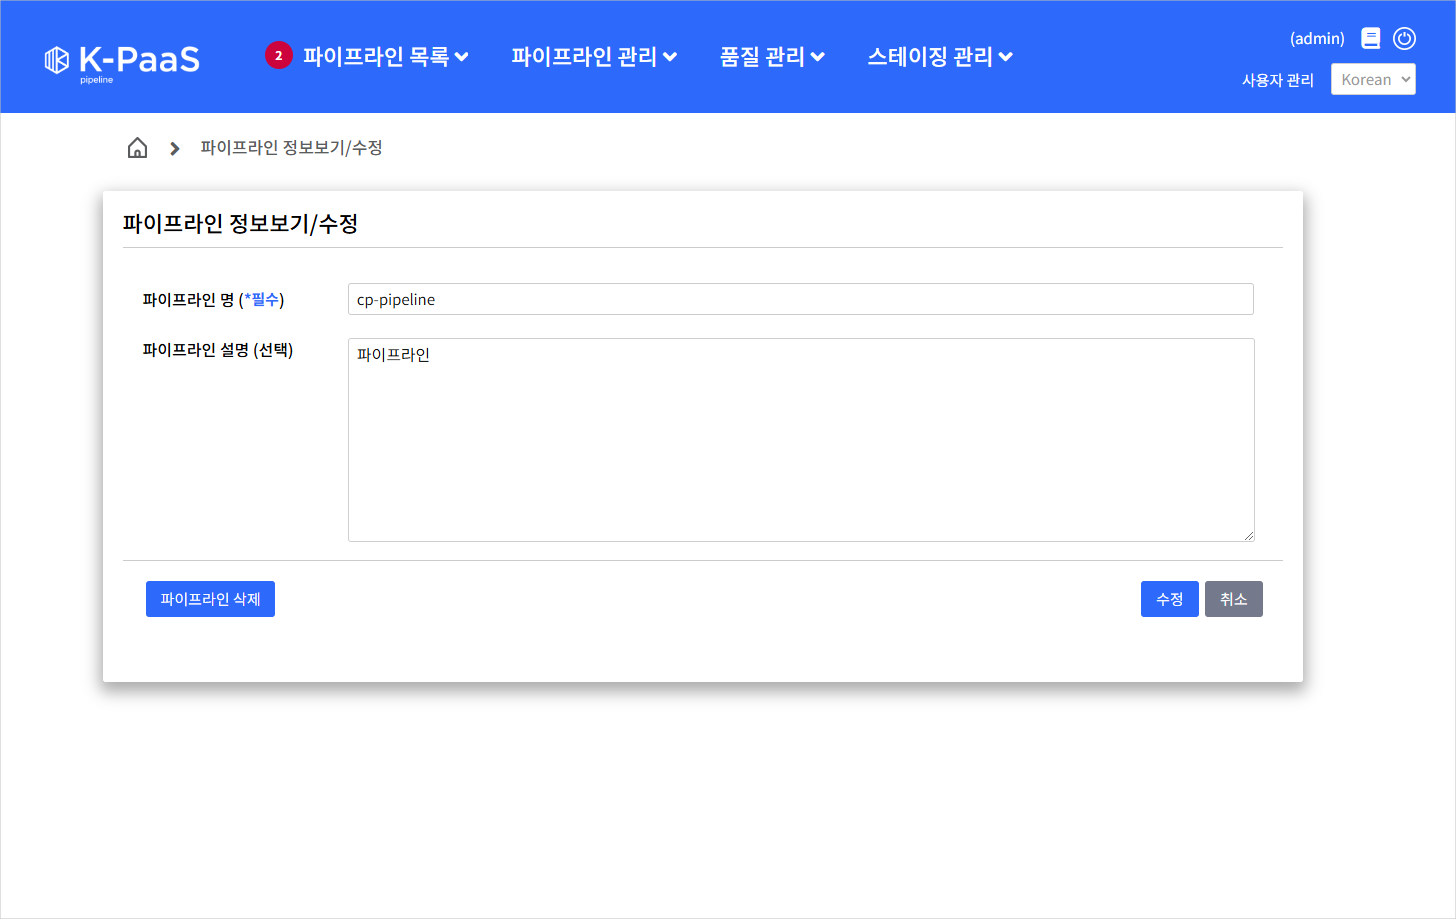 K-PaaS
pipeline
2 파이프라인 목록 파이프라인 관리 품질 관리 스테이징 관리
(admin)
사용자 관리 Korean
파이프라인 정보보기/수정
파이프라인 정보보기/수정
파이프라인 명 (*필수) cp-pipeline
파이프라인 설명 (선택) 파이프라인
파이프라인 삭제 수정 취소